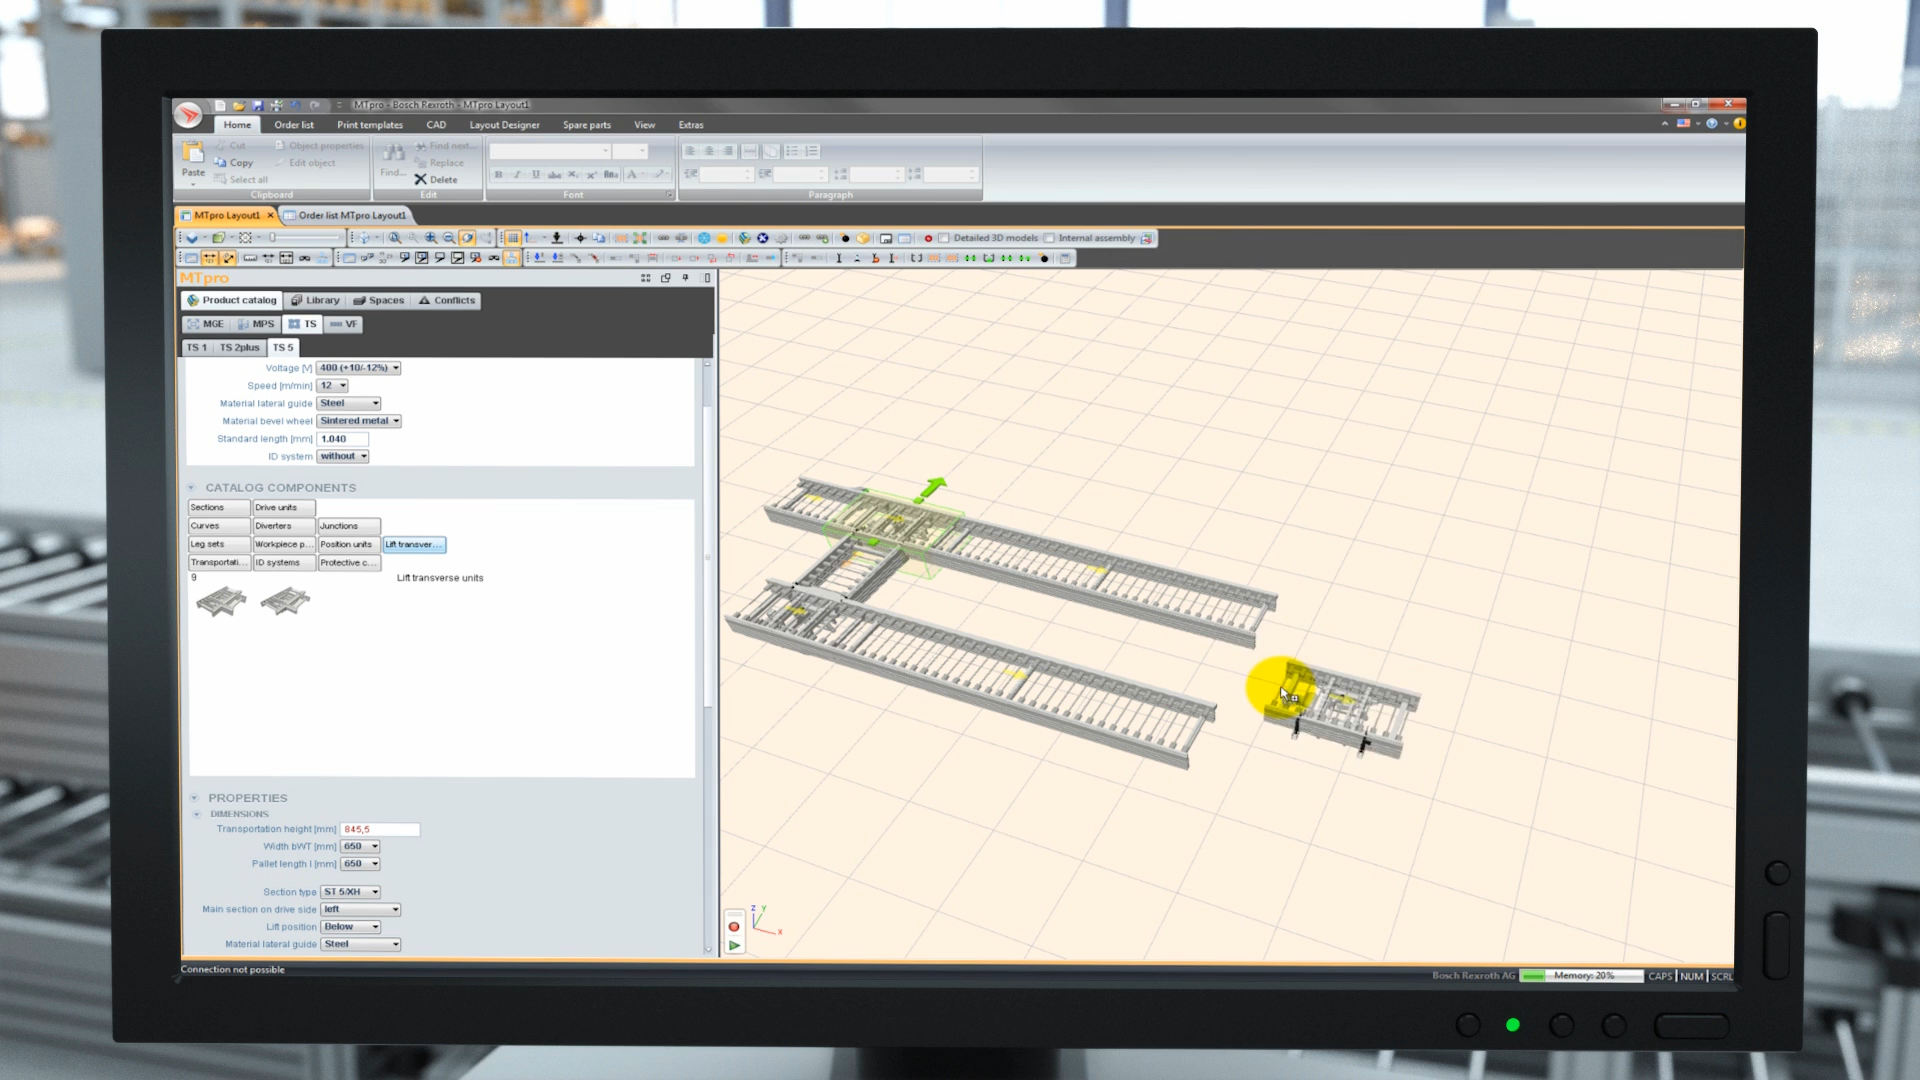 MTpro - Bosch Rexroth - MTpro Layout1
Home Order list Print templates CAD Layout Designer Spare parts View Extras
Paste
Cut
Copy
Select all
Object properties
Edit object
Clipboard
Find...
Find next...
Replace
Delete
Edit
Font
Paragraph
MTpro Layout1 Order list MTpro Layout1
Detailed 3D models Internal assembly
MTpro
Product catalog Library Spaces Conflicts
MGE MPS TS VF
TS 1 TS 2plus TS 5
Voltage [V] 400 (+10/-12%)
Speed [m/min] 12
Material lateral guide Steel
Material bevel wheel Sintered metal
Standard length [mm] 1.040
ID system without
CATALOG COMPONENTS
Sections Drive units
Curves Diverters Junctions
Leg sets Workpiece p... Position units Lift transver...
Transportati... ID systems Protective c...
9 Lift transverse units
PROPERTIES
DIMENSIONS
Transportation height [mm] 845,5
Width bWT [mm] 650
Pallet length l [mm] 650
Section type ST 5/XH
Main section on drive side left
Lift position Below
Material lateral guide Steel
z y x
Connection not possible
Bosch Rexroth AG Memory: 20% CAPS NUM SCRL